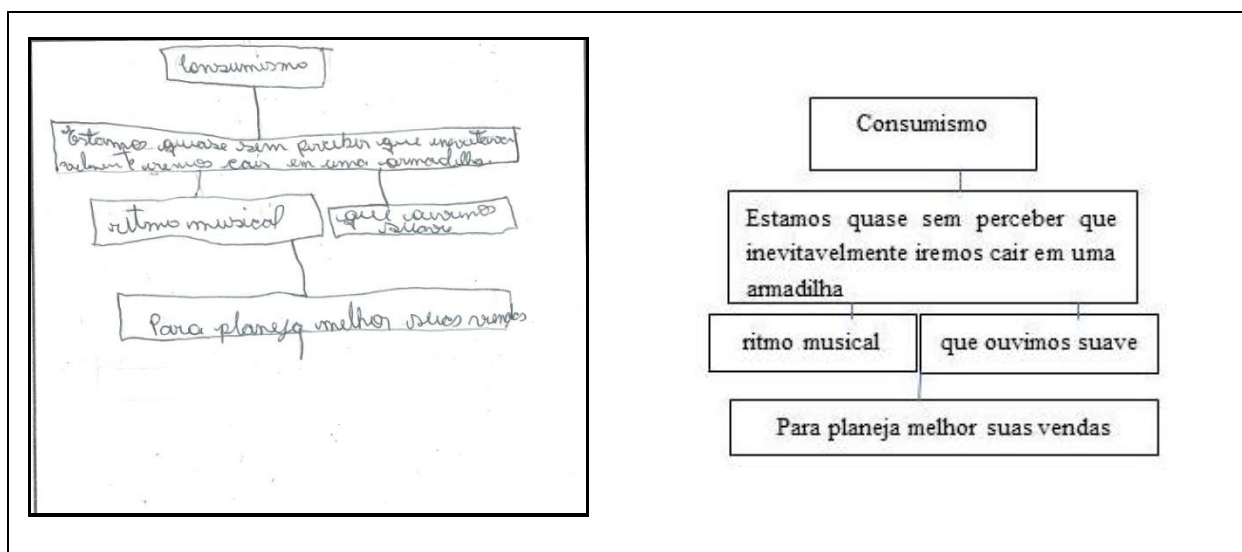 Consumismo
Estamos quase sem perceber que
iremos cair em uma armadilha
ritmo musical
que ouvimos
suave
Para planeja melhor suas vendas
Consumismo
Estamos quase sem perceber que
inevitavelmente iremos cair em uma
armadilha
ritmo musical
que ouvimos suave
Para planeja melhor suas vendas